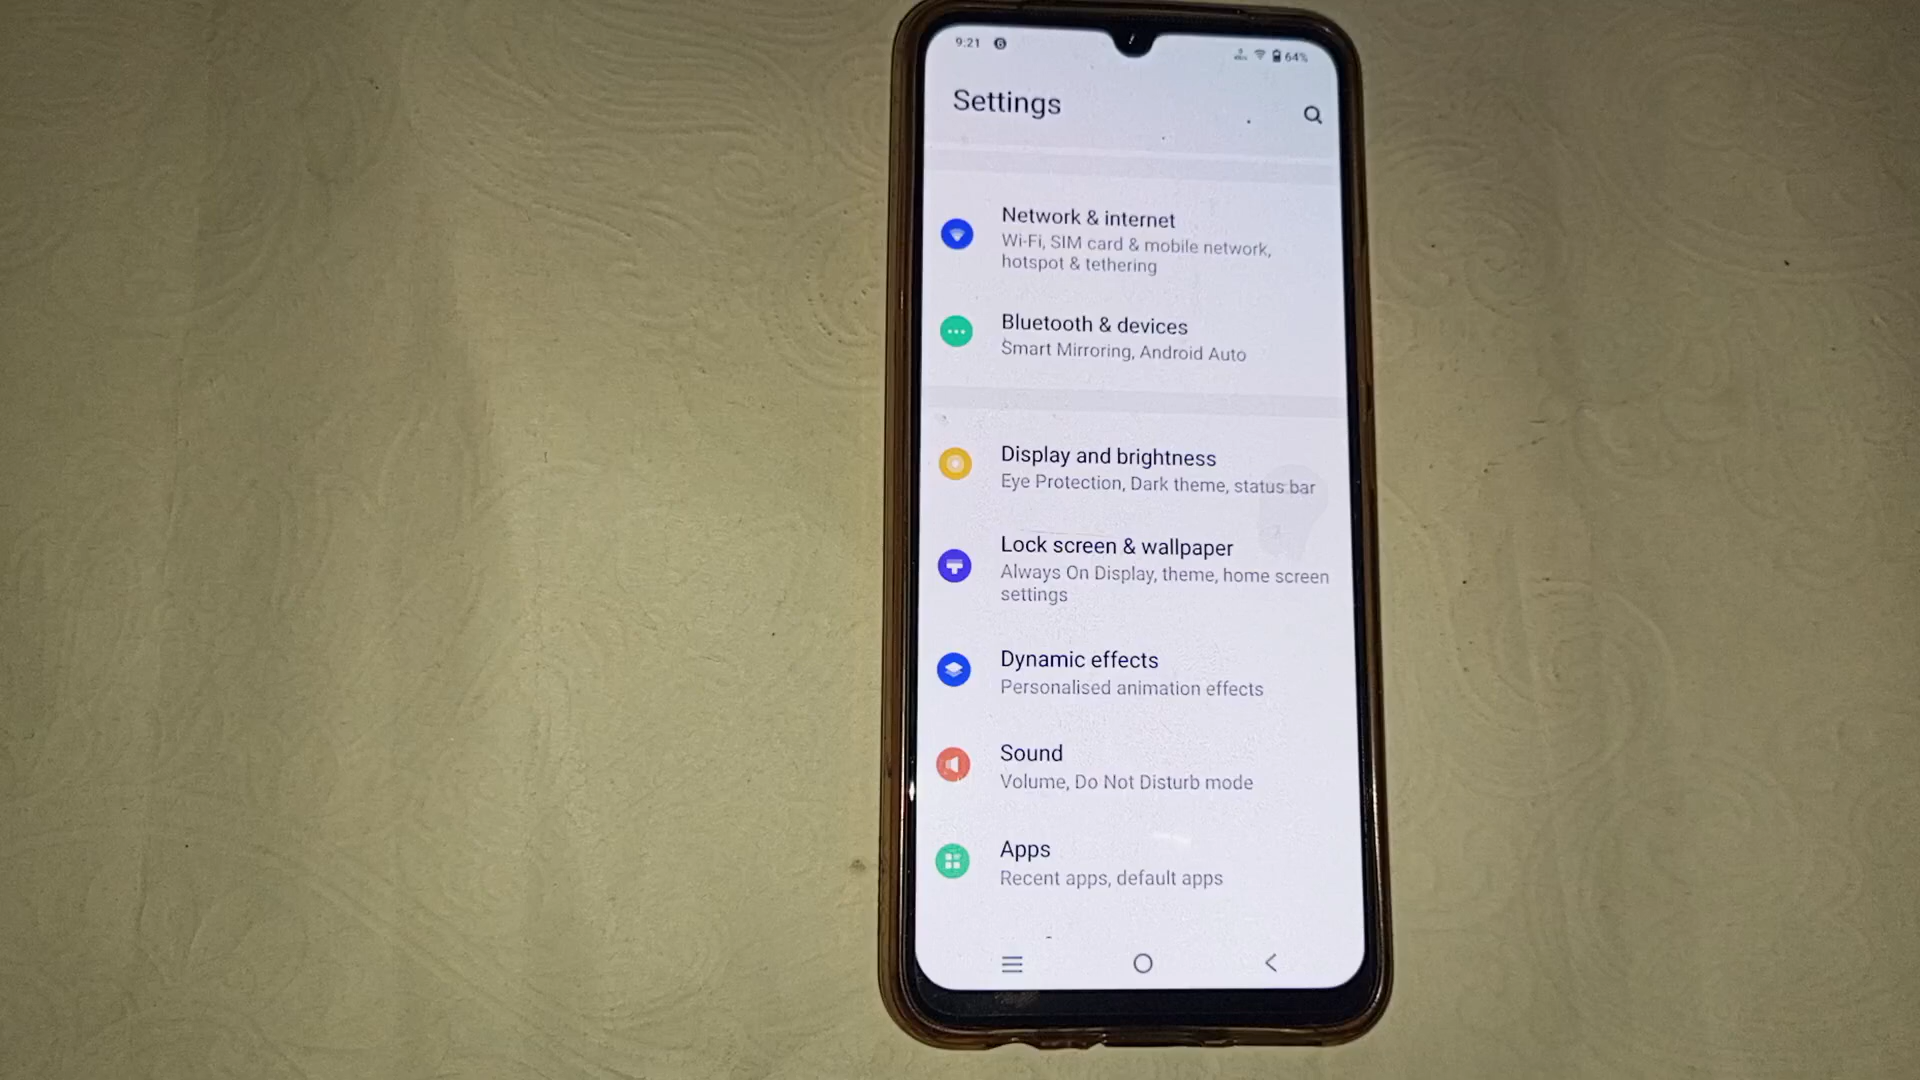 9:21
64%
Settings
Network & internet
Wi-Fi, SIM card & mobile network,
hotspot & tethering
Bluetooth & devices
Smart Mirroring, Android Auto
Display and brightness
Eye Protection, Dark theme, status bar
Lock screen & wallpaper
Always On Display, theme, home screen
settings
Dynamic effects
Personalised animation effects
Sound
Volume, Do Not Disturb mode
Apps
Recent apps, default apps